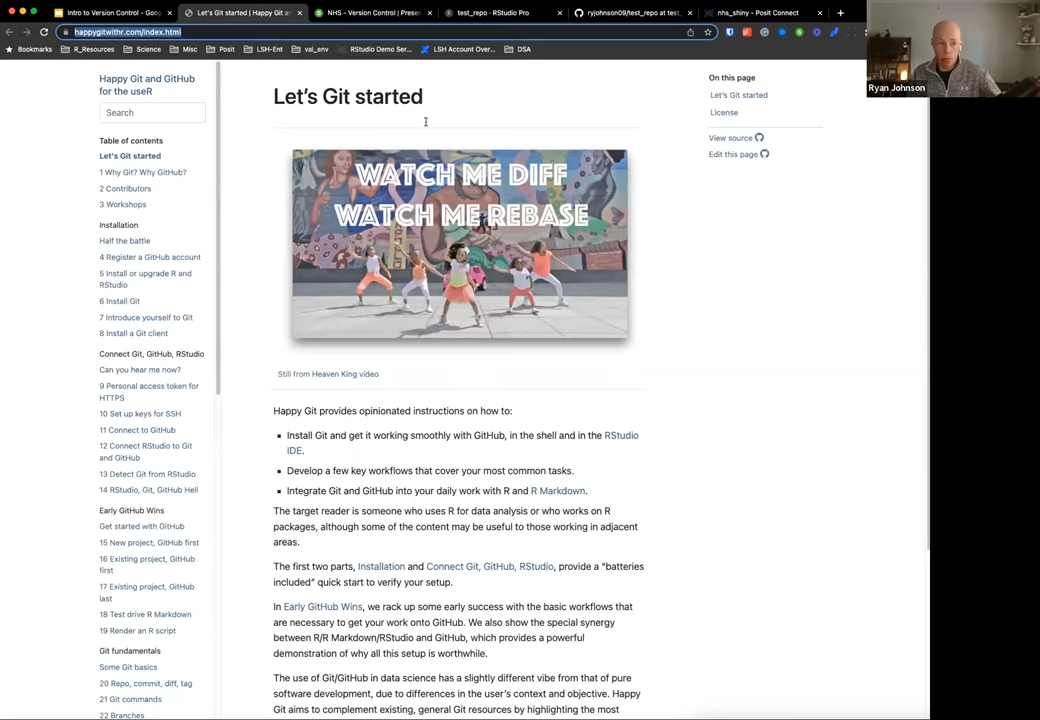 Intro to Version Control - Goog
Let's Git started | Happy Git an
NHS - Version Control | Presen
test_repo - RStudio Pro
ryjohnson09/test_repo at test_
nhs_shiny - Posit Connect
happygitwithr.com/index.html
Bookmarks
R_Resources
Science
Misc
Posit
LSH-Ent
val_env
RStudio Demo Ser...
LSH Account Over...
DSA
Ryan Johnson
Happy Git and GitHub
for the useR
Search
Table of contents
Let's Git started
1 Why Git? Why GitHub?
2 Contributors
3 Workshops
Installation
Half the battle
4 Register a GitHub account
5 Install or upgrade R and
RStudio
6 Install Git
7 Introduce yourself to Git
8 Install a Git client
Connect Git, GitHub, RStudio
Can you hear me now?
9 Personal access token for
HTTPS
10 Set up keys for SSH
11 Connect to GitHub
12 Connect RStudio to Git
and GitHub
13 Detect Git from RStudio
14 RStudio, Git, GitHub Hell
Early GitHub Wins
Get started with GitHub
15 New project, GitHub first
16 Existing project, GitHub
first
17 Existing project, GitHub
last
18 Test drive R Markdown
19 Render an R script
Git fundamentals
Some Git basics
20 Repo, commit, diff, tag
21 Git commands
22 Branches
Let's Git started
WATCH ME DIFF
WATCH ME REBASE
Still from Heaven King video
Happy Git provides opinionated instructions on how to:
Install Git and get it working smoothly with GitHub, in the shell and in the RStudio
IDE.
Develop a few key workflows that cover your most common tasks.
Integrate Git and GitHub into your daily work with R and R Markdown.
The target reader is someone who uses R for data analysis or who works on R
packages, although some of the content may be useful to those working in adjacent
areas.
The first two parts, Installation and Connect Git, GitHub, RStudio, provide a “batteries
included” quick start to verify your setup.
In Early GitHub Wins, we rack up some early success with the basic workflows that
are necessary to get your work onto GitHub. We also show the special synergy
between R/R Markdown/RStudio and GitHub, which provides a powerful
demonstration of why all this setup is worthwhile.
The use of Git/GitHub in data science has a slightly different vibe from that of pure
software development, due to differences in the user's context and objective. Happy
Git aims to complement existing, general Git resources by highlighting the most
On this page
Let's Git started
License
View source
Edit this page